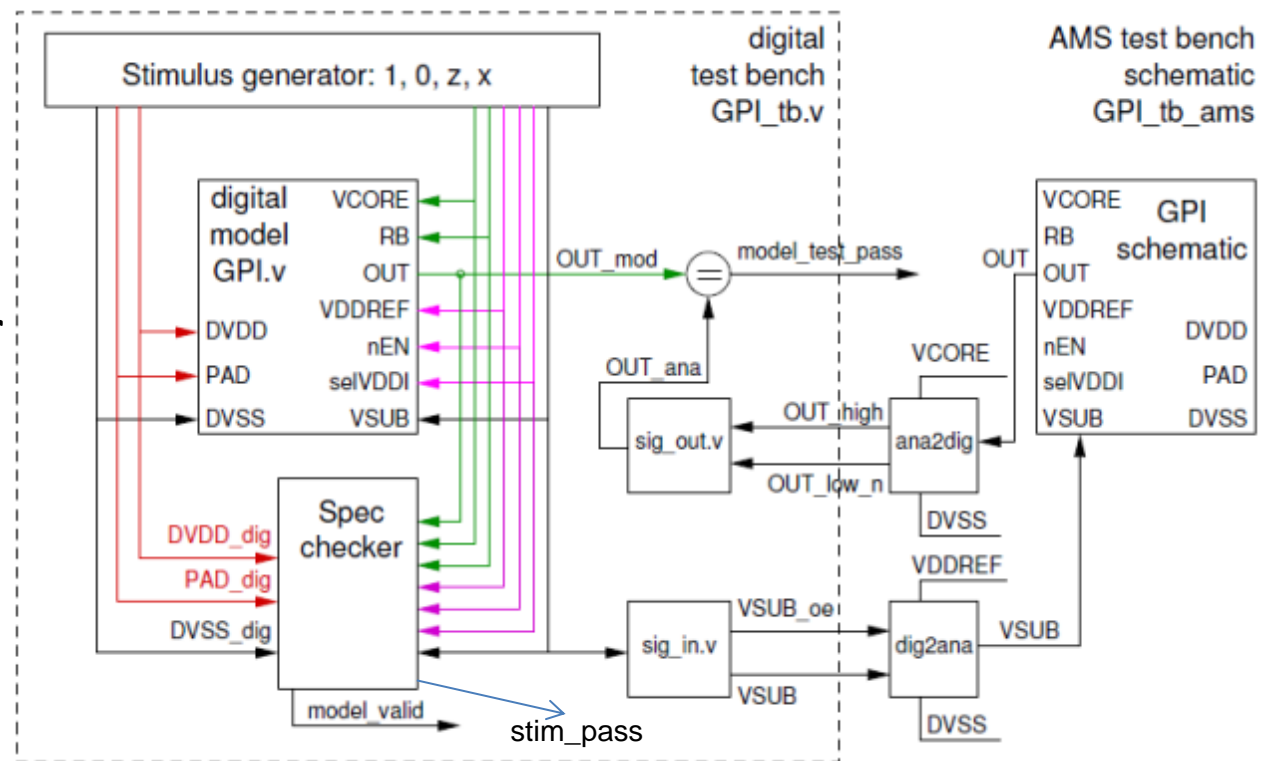 Stimulus generator: 1, 0, z, x
digital
test bench
GPI_tb.v
AMS test bench
schematic
GPI_tb_ams
digital
model
GPI.v
VCORE
RB
OUT
VDDREF
nEN
selVDDI
VSUB
DVDD
PAD
DVSS
OUT_mod
=
model_test_pass
OUT_ana
sig_out.v
OUT_high
OUT_low_n
VCORE
ana2dig
DVSS
OUT
VCORE
RB
OUT
VDDREF
nEN
selVDDI
VSUB
GPI
schematic
DVDD
PAD
DVSS
Spec
checker
DVDD_dig
PAD_dig
DVSS_dig
model_valid
stim_pass
sig_in.v
VSUB_oe
VSUB
VDDREF
dig2ana
DVSS
VSUB